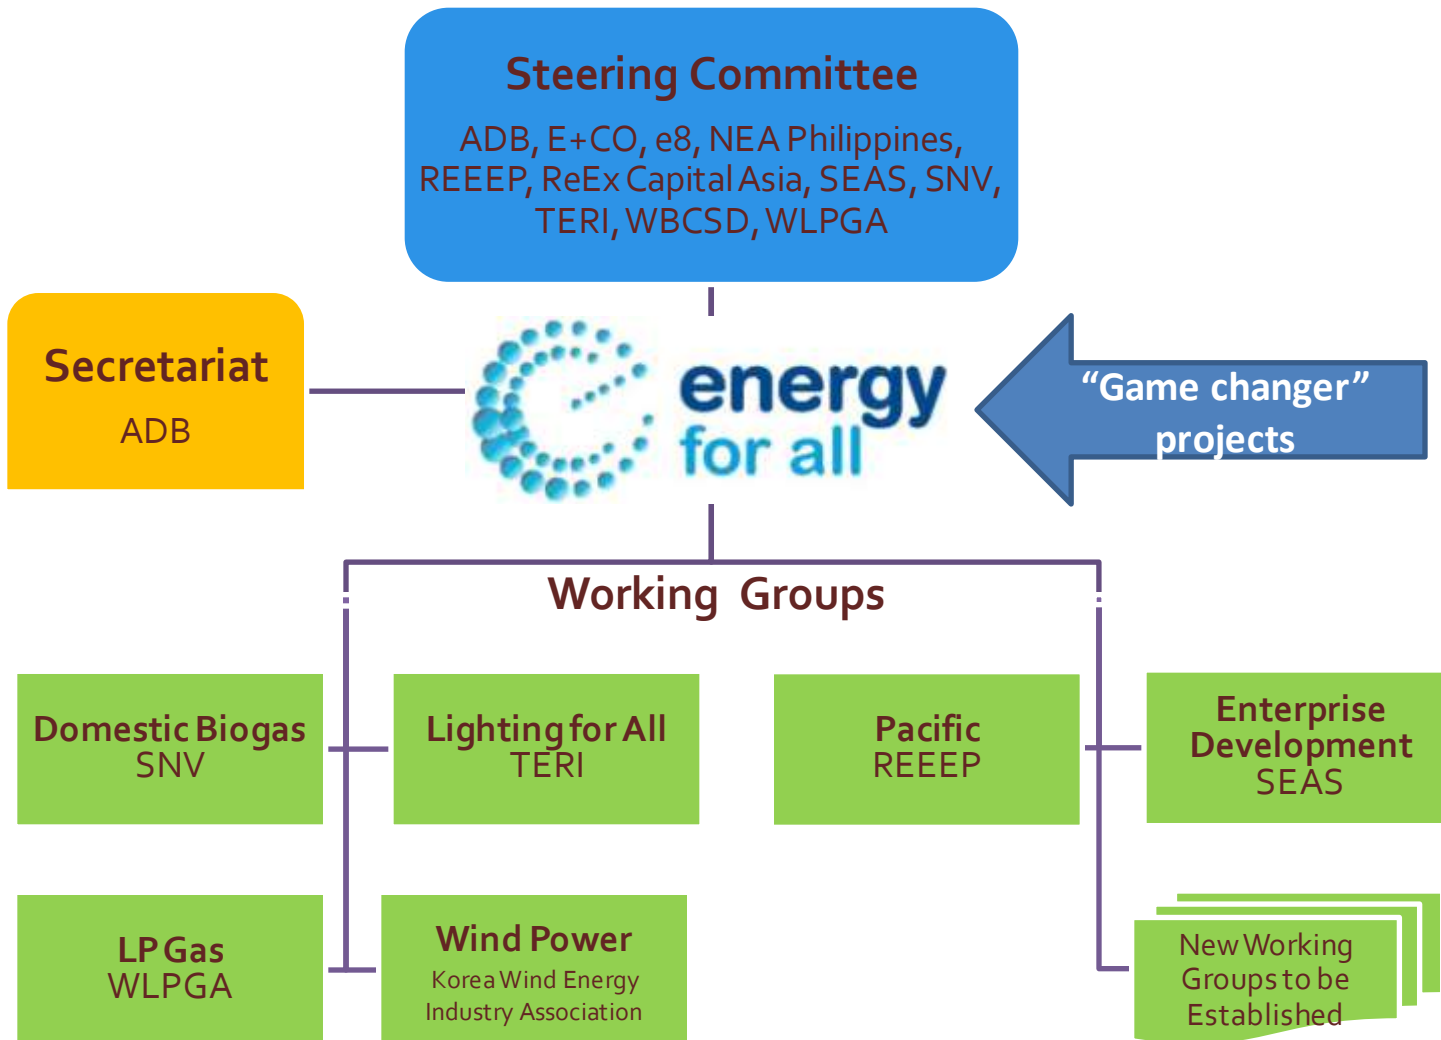 Steering Committee
ADB, E+CO, e8, NEA Philippines,
REEEP, ReEx Capital Asia, SEAS, SNV,
TERI, WBCSD, WLPGA
Secretariat
ADB
energy
for all
“Game changer”
projects
Working Groups
Domestic Biogas
SNV
Lighting for All
TERI
Pacific
REEEP
Enterprise
Development
SEAS
LP Gas
WLPGA
Wind Power
Korea Wind Energy
Industry Association
New Working
Groups to be
Established